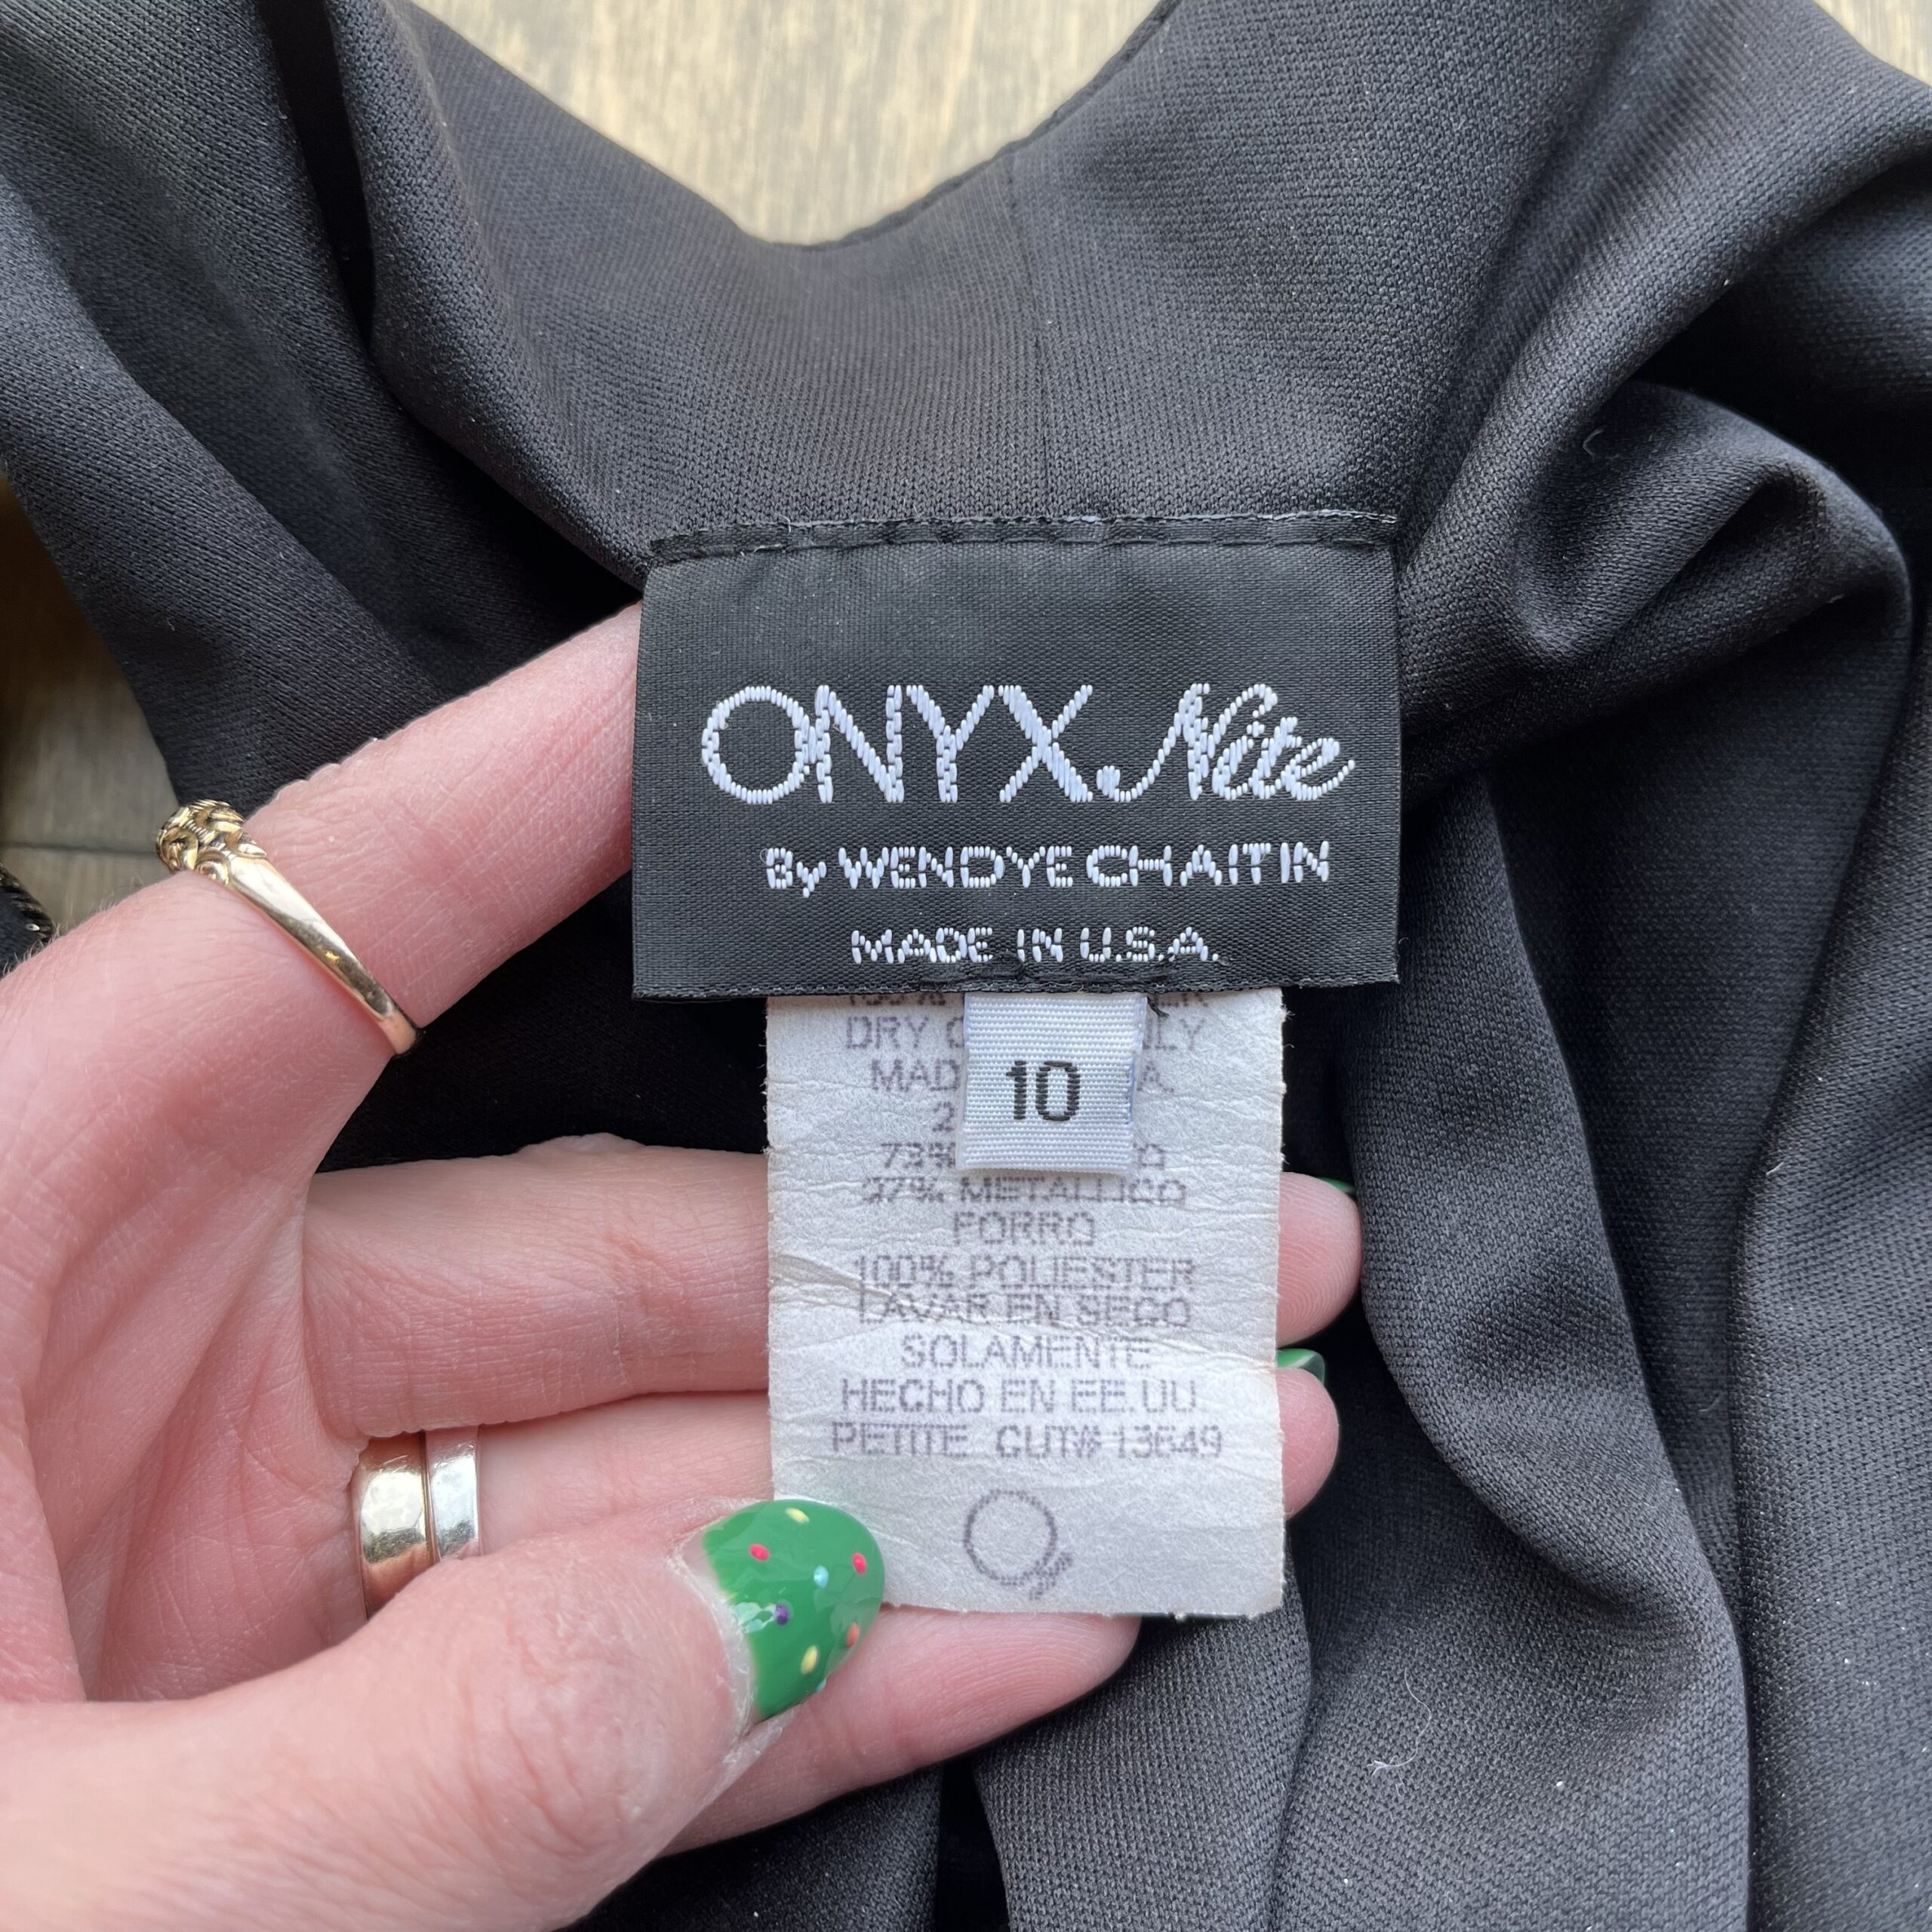 ONYX Nite
By WENDYE CHAITIN
MADE IN U.S.A.
10
DRY
MAD
73%
27% METALLICO
FORRO
100% POLIESTER
LAVAR EN SECO
SOLAMENTE
HECHO EN EE.UU.
PETITE CUT# 13649